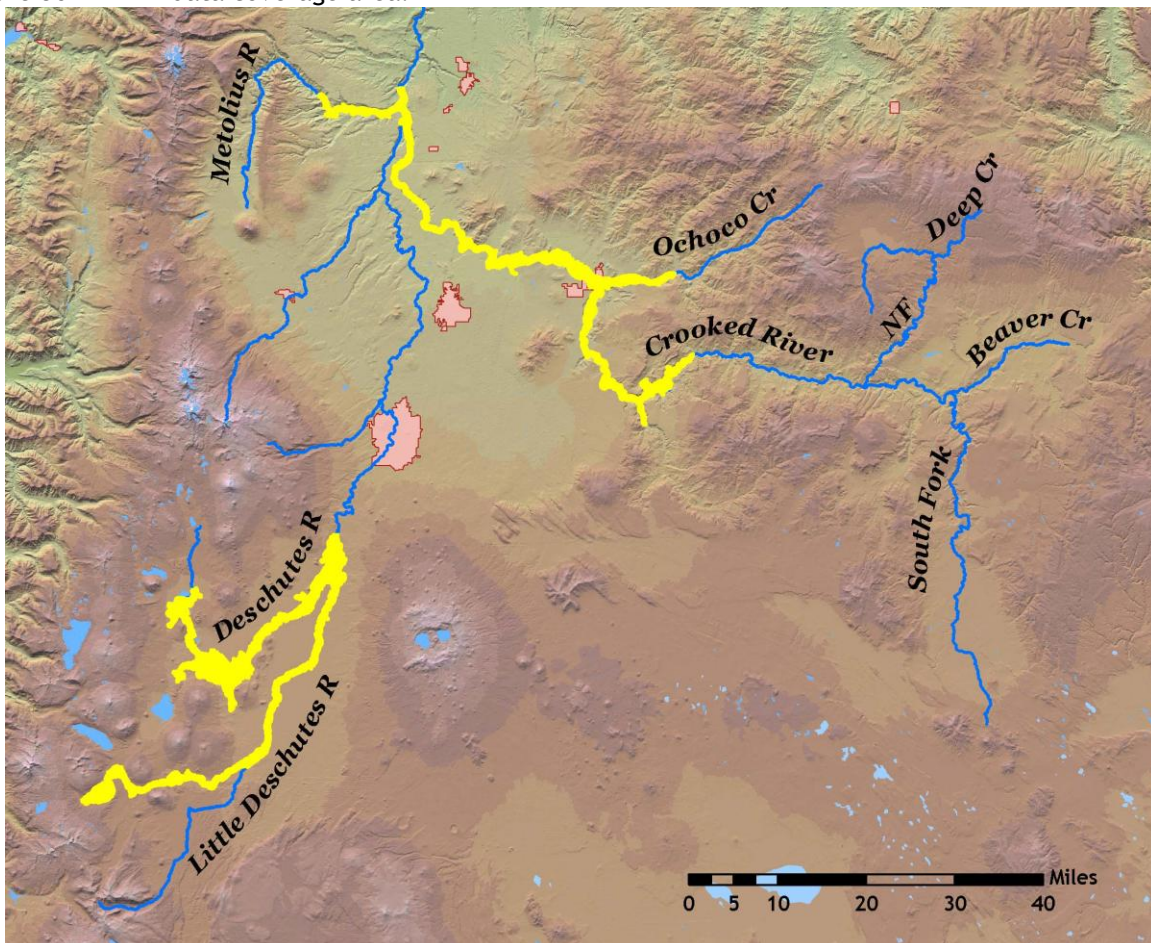 Metolius R
Ochoco Cr
Deep Cr
NF
Crooked River
Beaver Cr
South Fork
Deschutes R
Little Deschutes R
Miles
0 5 10 20 30 40